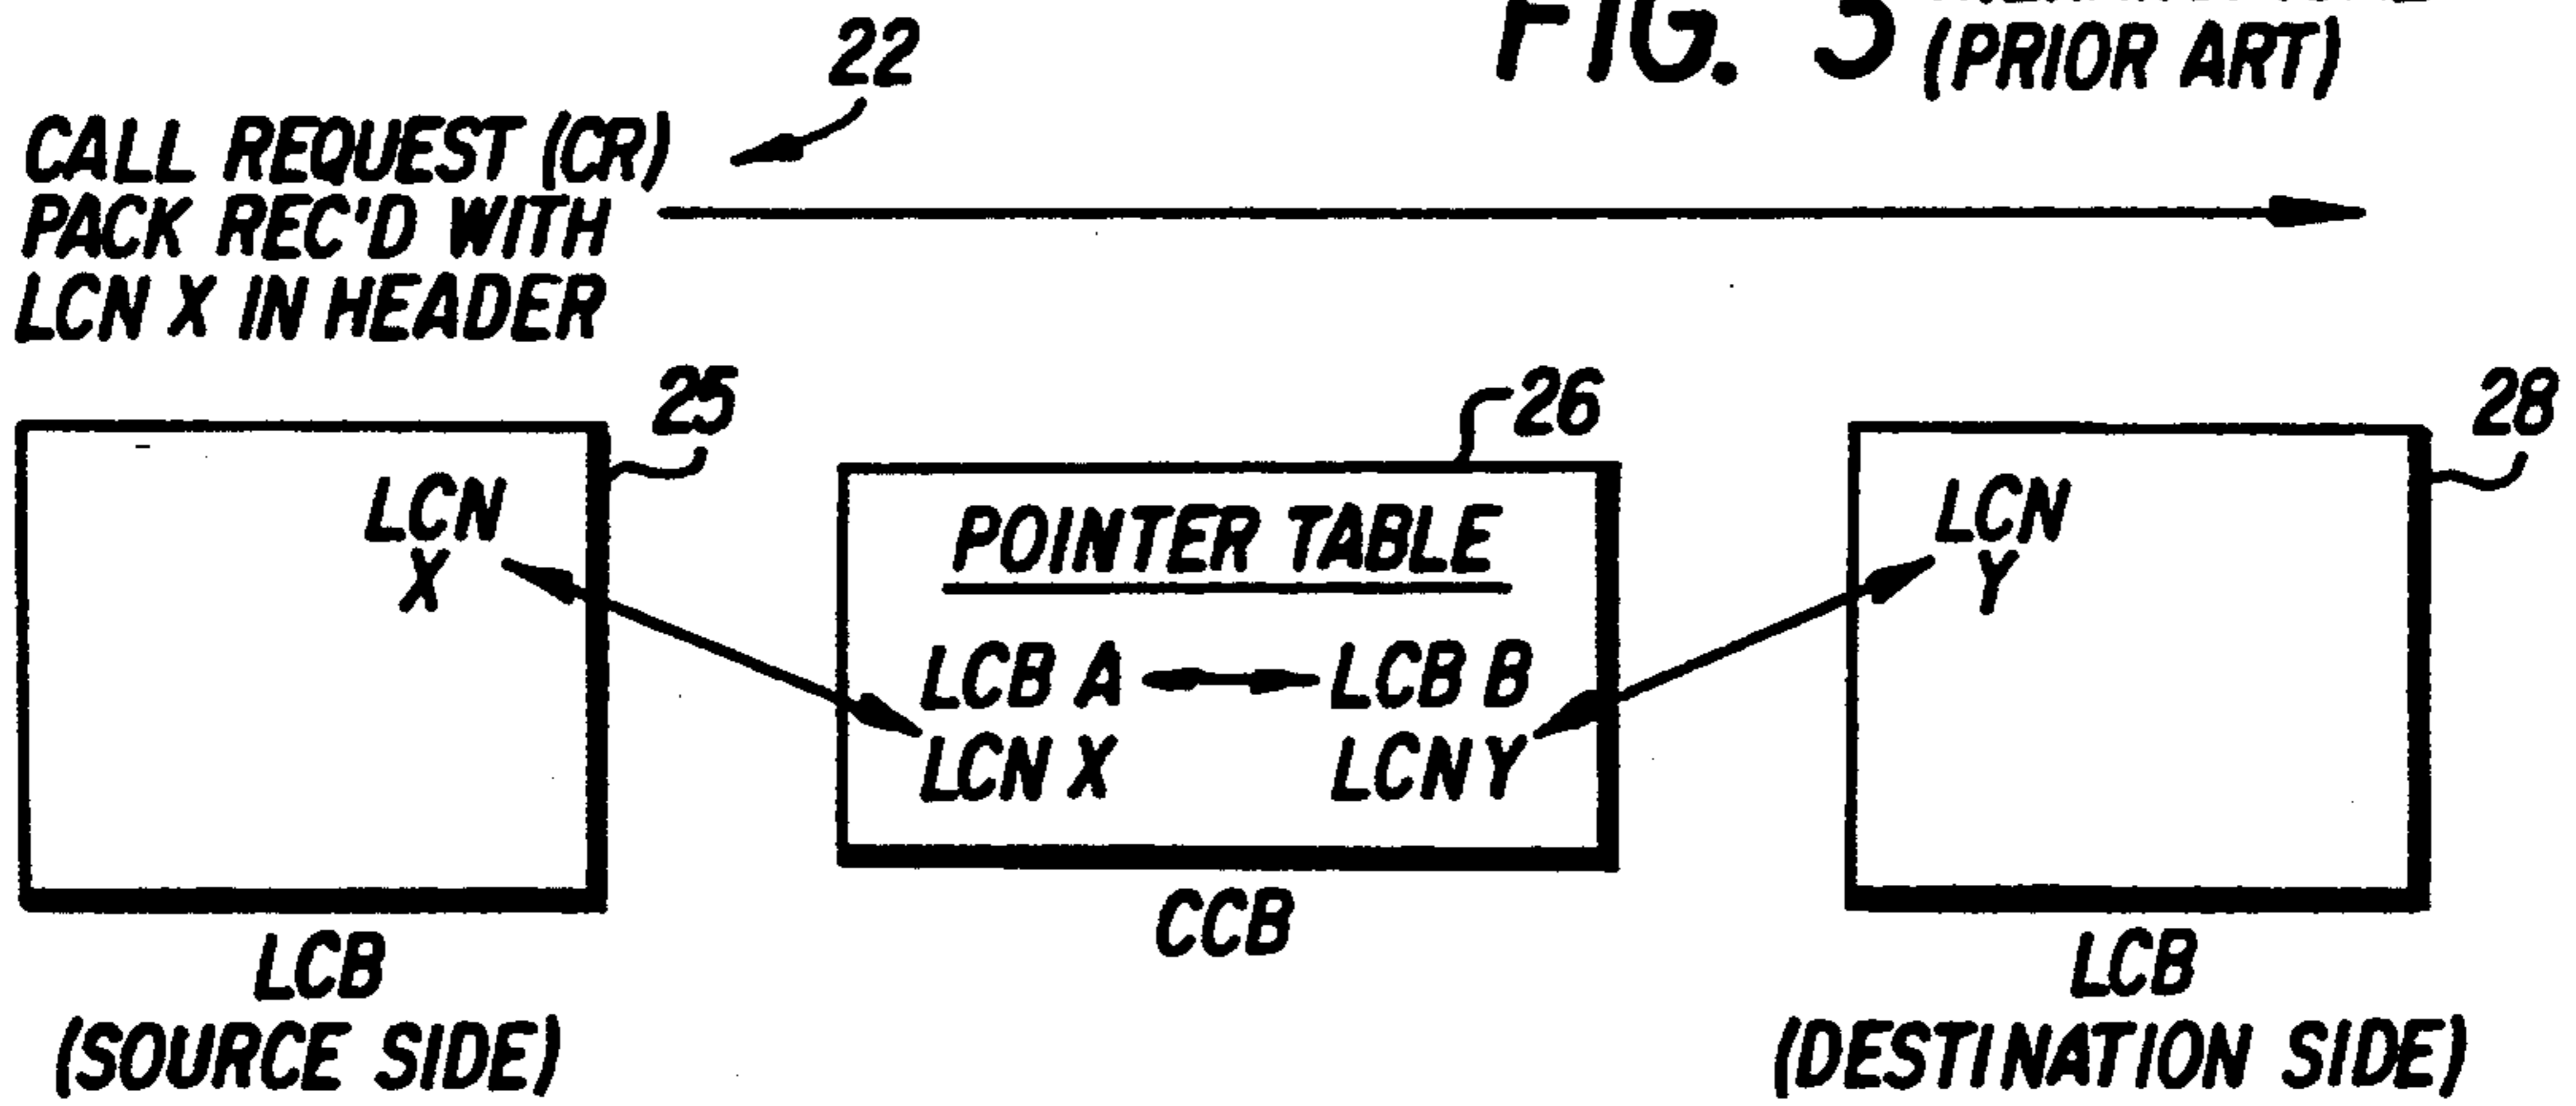 FIG. 3
(PRIOR ART)
22
CALL REQUEST (CR)
PACK REC'D WITH
LCN X IN HEADER
25
26
28
LCN
X
POINTER TABLE
LCB A
LCB B
LCN X
LCN Y
LCN
Y
LCB
(SOURCE SIDE)
CCB
LCB
(DESTINATION SIDE)